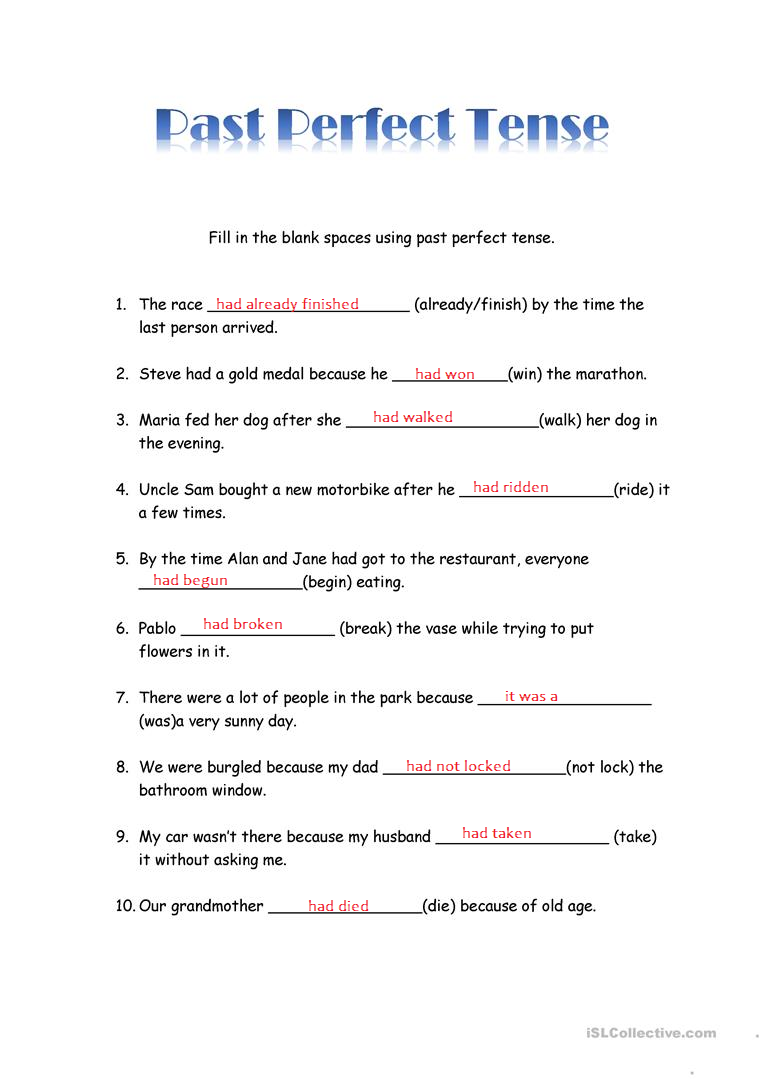 Past Perfect Tense
Fill in the blank spaces using past perfect tense.
1. The race had already finished (already/finish) by the time the
last person arrived.
2. Steve had a gold medal because he had won (win) the marathon.
3. Maria fed her dog after she had walked (walk) her dog in
the evening.
4. Uncle Sam bought a new motorbike after he had ridden (ride) it
a few times.
5. By the time Alan and Jane had got to the restaurant, everyone
had begun (begin) eating.
6. Pablo had broken (break) the vase while trying to put
flowers in it.
7. There were a lot of people in the park because it was a
(was)a very sunny day.
8. We were burgled because my dad had not locked (not lock) the
bathroom window.
9. My car wasn't there because my husband had taken (take)
it without asking me.
10. Our grandmother had died (die) because of old age.
iSLCollective.com